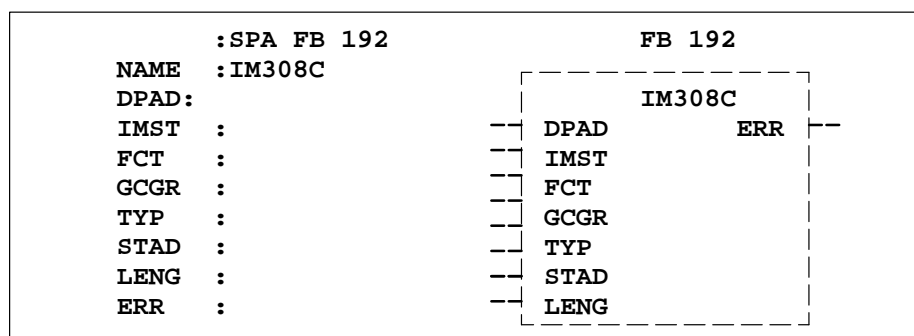 :SPA FB 192 FB 192
NAME :IM308C
DPAD: IM308C
IMST : DPAD ERR
FCT : IMST
GCGR : FCT
TYP : GCGR
STAD : TYP
LENG : STAD
ERR : LENG